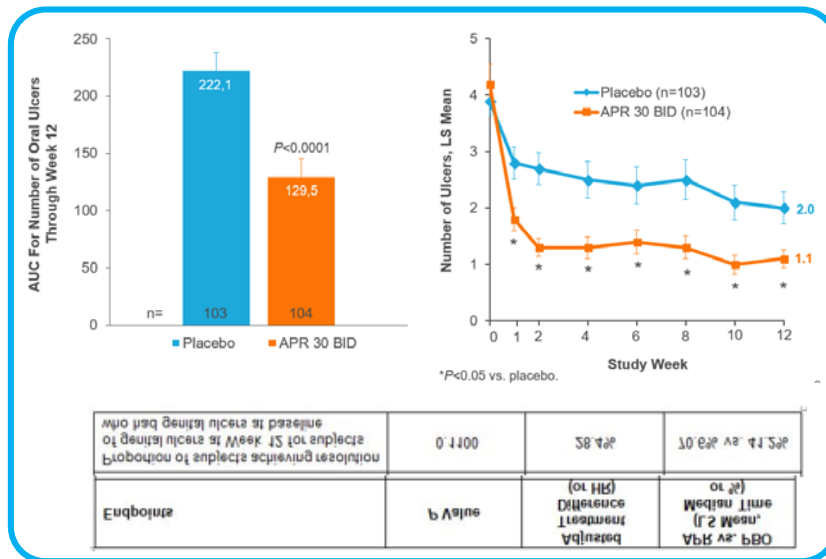 250
200
150
100
50
0
AUC For Number of Oral Ulcers
Through Week 12
222,1
P<0.0001
129,5
n=
103
104
Placebo
APR 30 BID
5
4
3
2
1
0
Number of Ulcers, LS Mean
Placebo (n=103)
APR 30 BID (n=104)
2.0
1.1
*
*
*
*
*
*
*
0 1 2 4 6 8 10 12
Study Week
*P<0.05 vs. placebo.
Proportion of subjects achieving resolution
of genital ulcers at Week 12 for subjects
who had genital ulcers at baseline
0.1100
28.4%
70.6% vs. 41.2%
Endpoints
P Value
Adjusted
Treatment
Difference
(or HR)
APR vs. PBO
(LS Mean,
Median Time
or %)